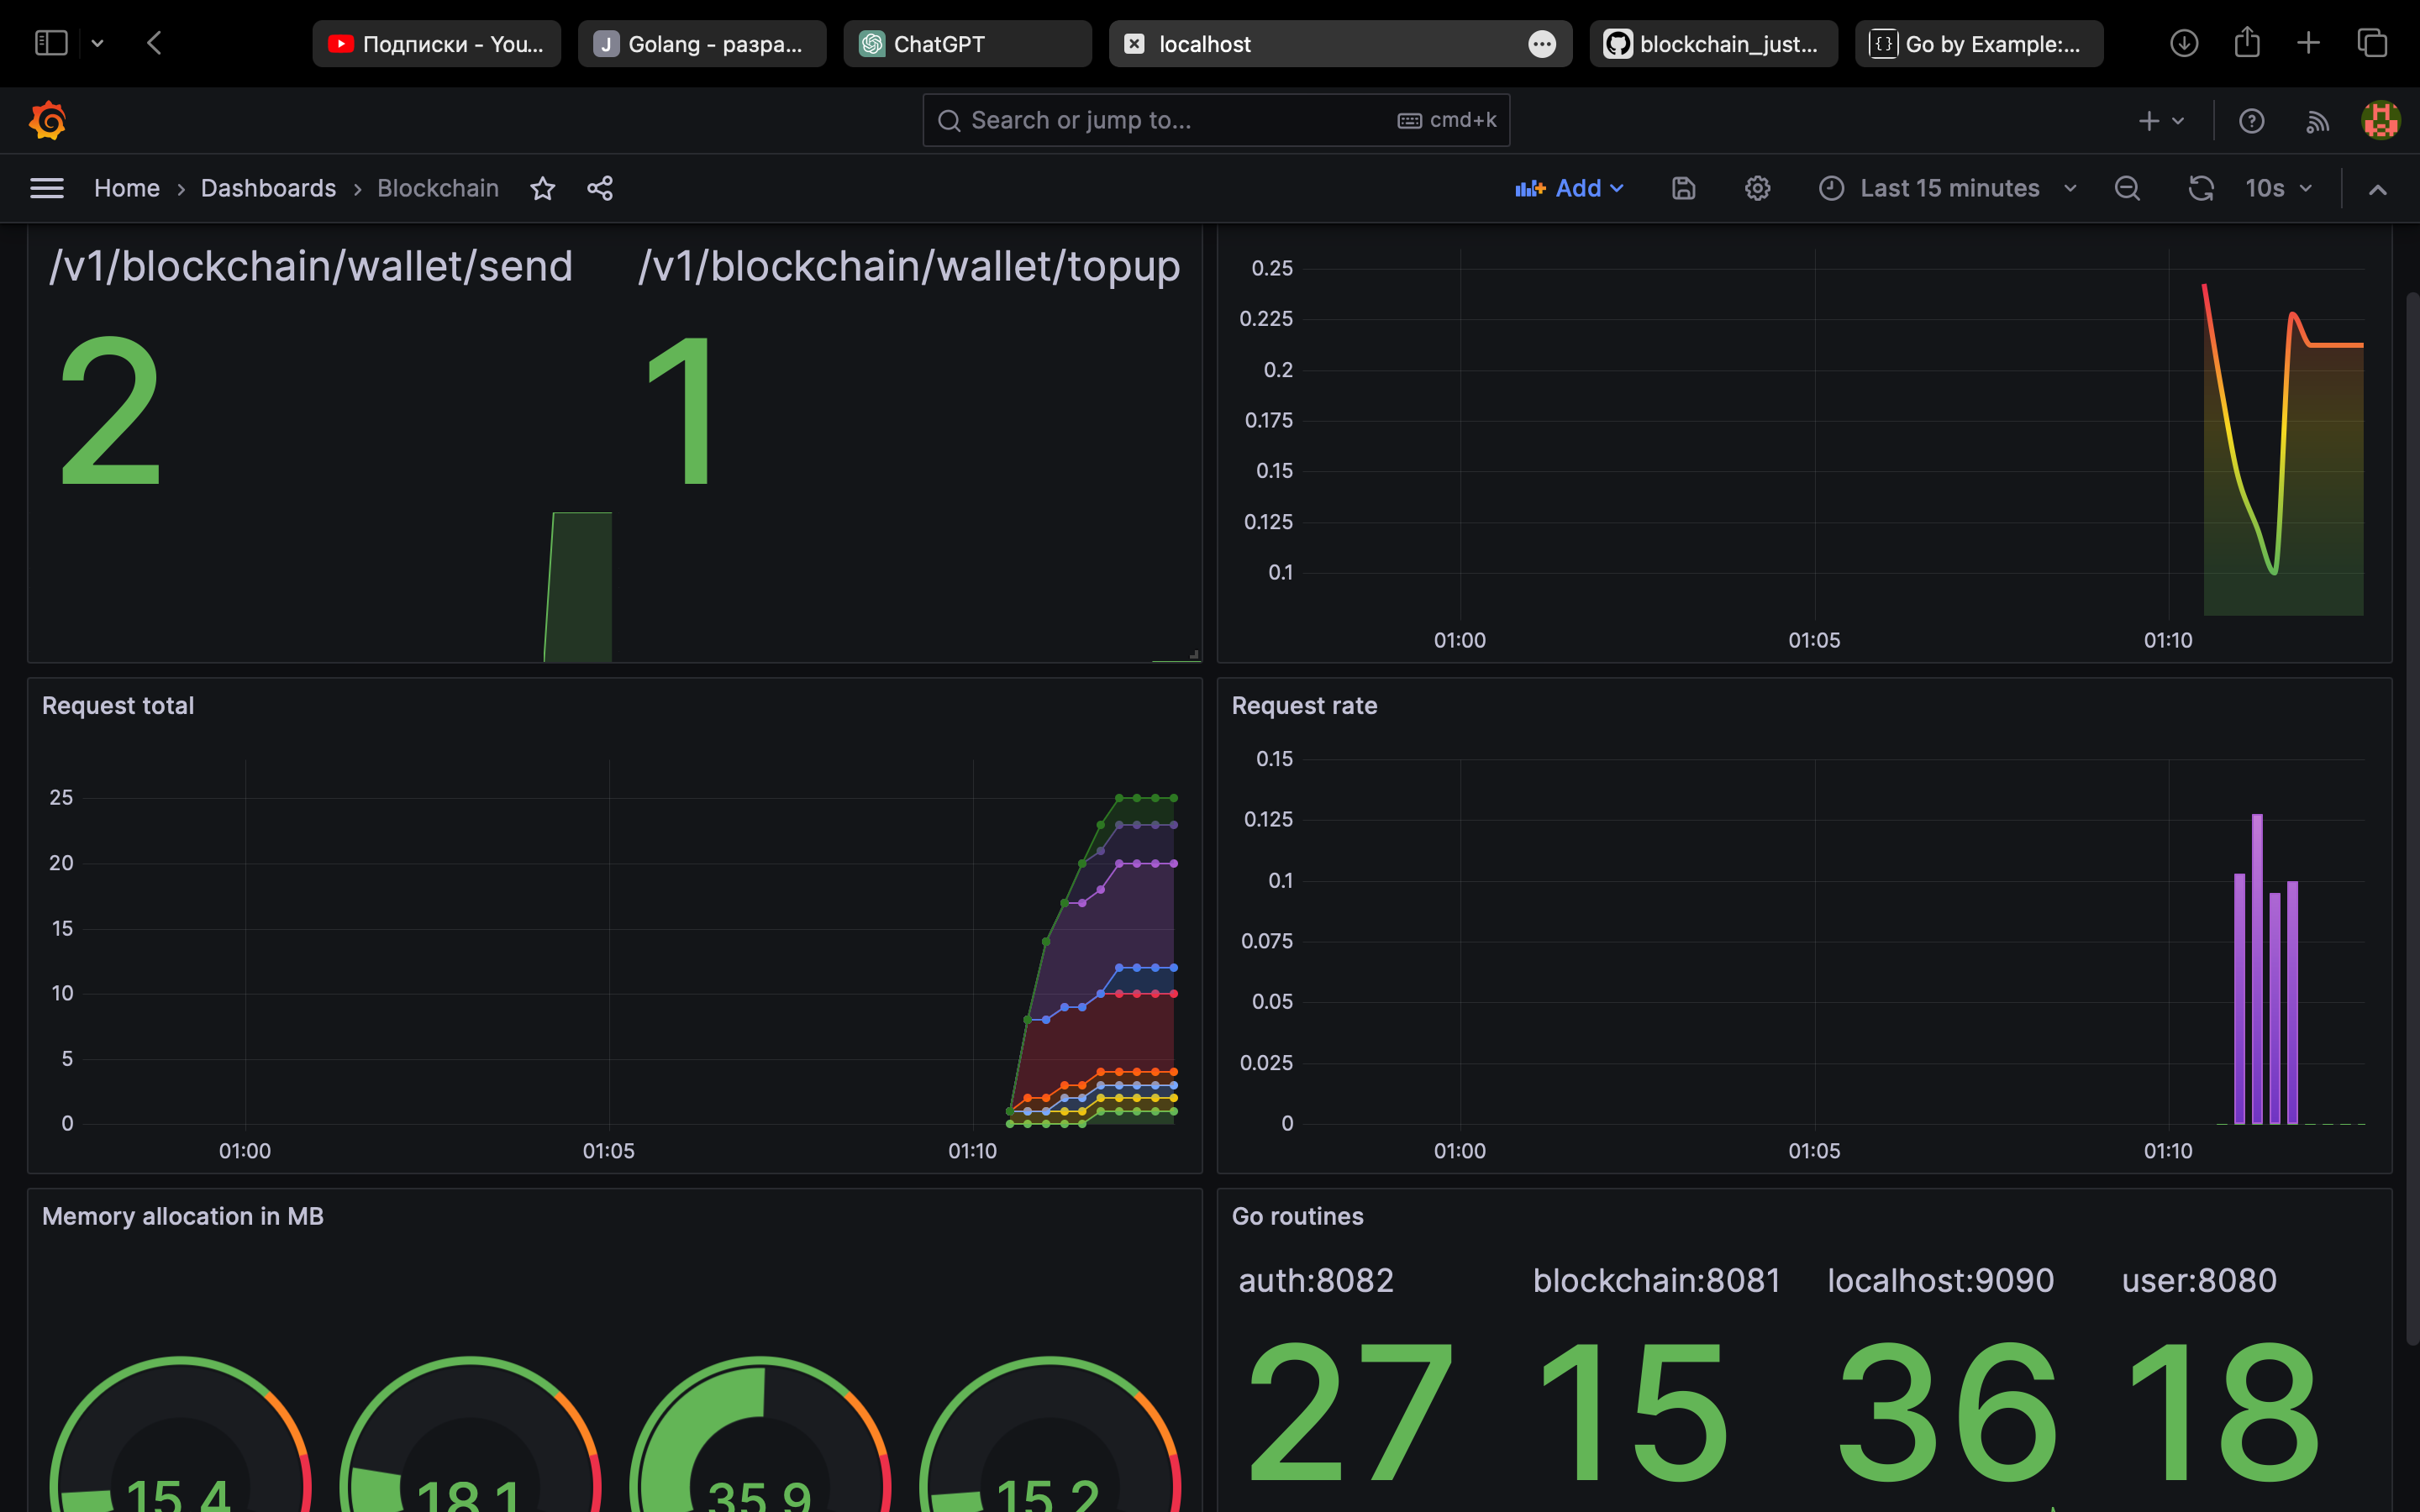 Подписки - You...
J Golang - разра...
ChatGPT
localhost
blockchain_just...
{} Go by Example:...
Search or jump to...
cmd+k
Home > Dashboards > Blockchain
Add
Last 15 minutes
10s
/v1/blockchain/wallet/send
2
/v1/blockchain/wallet/topup
1
0.25
0.225
0.2
0.175
0.15
0.125
0.1
01:00 01:05 01:10
Request total
25
20
15
10
5
0
01:00 01:05 01:10
Request rate
0.15
0.125
0.1
0.075
0.05
0.025
0
01:00 01:05 01:10
Memory allocation in MB
15.4 18.1 35.9 15.2
Go routines
auth:8082 blockchain:8081 localhost:9090 user:8080
27 15 36 18